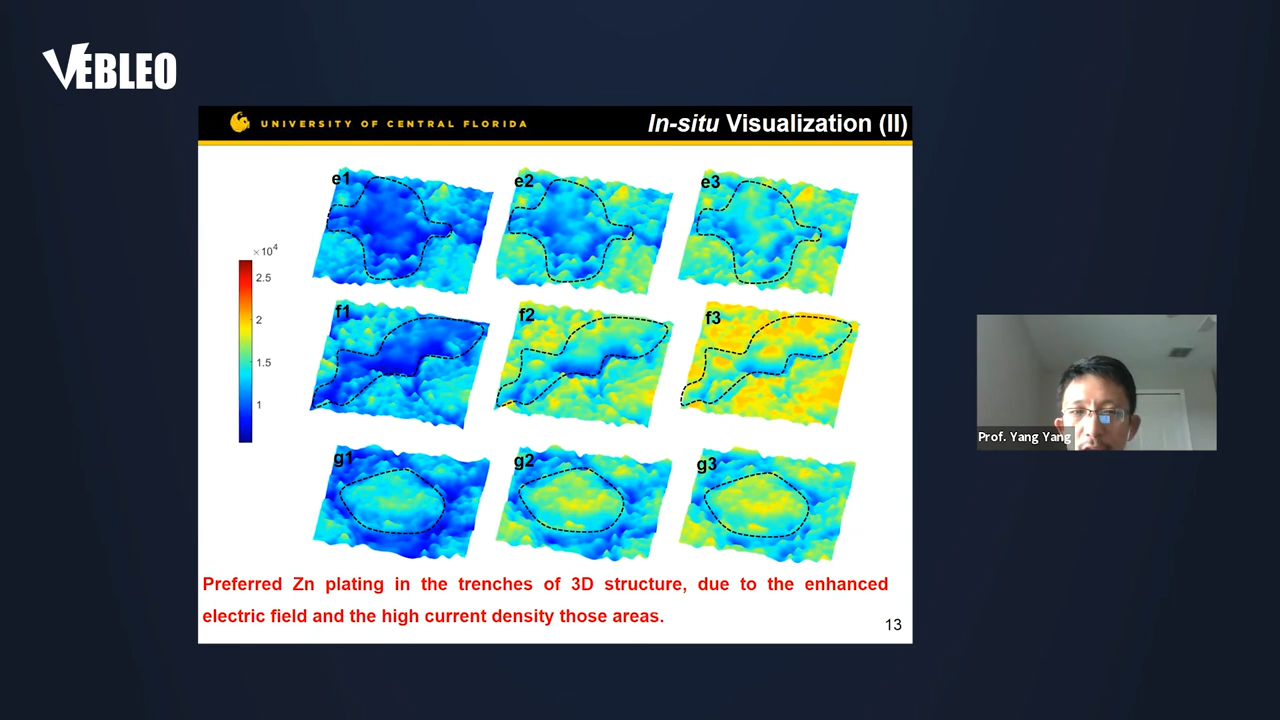 VEBLEO
UNIVERSITY OF CENTRAL FLORIDA
In-situ Visualization (II)
e1
e2
e3
×10⁴
2.5
2
1.5
1
f1
f2
f3
g1
g2
g3
Preferred Zn plating in the trenches of 3D structure, due to the enhanced
electric field and the high current density those areas.
13
Prof. Yang Yang